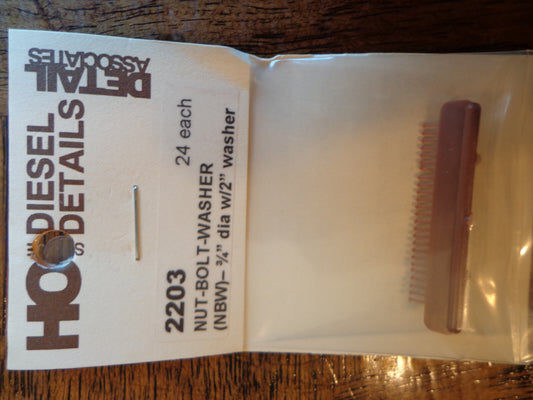 DETAIL
ASSOCIATES
HO
DIESEL
DETAILS
24 each
2203
NUT-BOLT-WASHER
(NBW)– ¾” dia w/2” washer